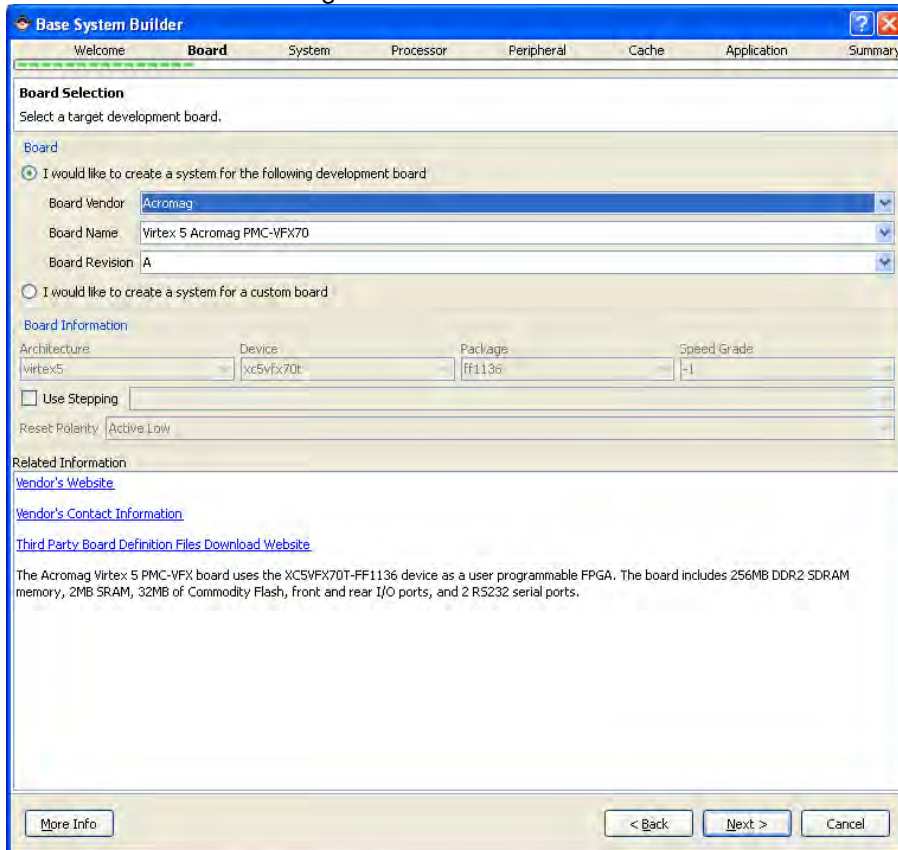 Base System Builder
Welcome Board System Processor Peripheral Cache Application Summary
Board Selection
Select a target development board.
Board
I would like to create a system for the following development board
Board Vendor Acromag
Board Name Virtex 5 Acromag PMC-VFX70
Board Revision A
I would like to create a system for a custom board
Board Information
Architecture Device Package Speed Grade
virtex5 xc5vfx70t ff1136 -1
Use Stepping
Reset Polarity Active Low
Related Information
Vendor's Website
Vendor's Contact Information
Third Party Board Definition Files Download Website
The Acromag Virtex 5 PMC-VFX board uses the XC5VFX70T-FF1136 device as a user programmable FPGA. The board includes 256MB DDR2 SDRAM
memory, 2MB SRAM, 32MB of Commodity Flash, front and rear I/O ports, and 2 RS232 serial ports.
More Info < Back Next > Cancel